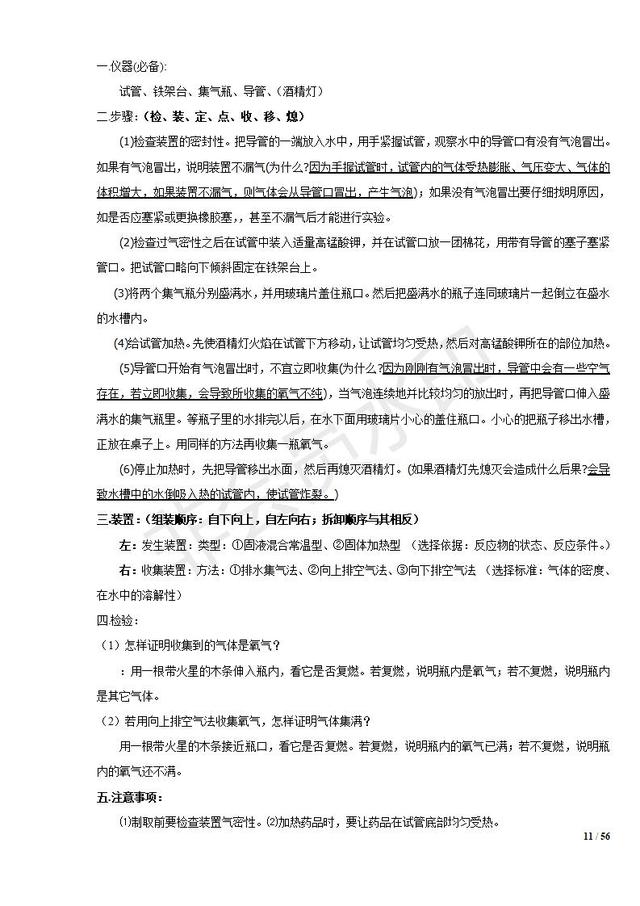 一.仪器(必备):
试管、铁架台、集气瓶、导管、（酒精灯）
二.步骤：（检、装、定、点、收、移、熄）
(1)检查装置的密封性。把导管的一端放入水中，用手紧握试管，观察水中的导管口有没有气泡冒出。
如果有气泡冒出，说明装置不漏气(为什么?因为手握试管时，试管内的气体受热膨胀、气压变大、气体的
体积增大，如果装置不漏气，则气体会从导管口冒出，产生气泡)；如果没有气泡冒出要仔细找明原因，
如是否应塞紧或更换橡胶塞，，甚至不漏气后才能进行实验。
(2)检查过气密性之后在试管中装入适量高锰酸钾，并在试管口放一团棉花，用带有导管的塞子塞紧
管口。把试管口略向下倾斜固定在铁架台上。
(3)将两个集气瓶分别盛满水，并用玻璃片盖住瓶口。然后把盛满水的瓶子连同玻璃片一起倒立在盛水
的水槽内。
(4)给试管加热。先使酒精灯火焰在试管下方移动，让试管均匀受热，然后对高锰酸钾所在的部位加热。
(5)导管口开始有气泡冒出时，不宜立即收集(为什么?因为刚刚有气泡冒出时，导管中会有一些空气
存在，若立即收集，会导致所收集的氧气不纯)，当气泡连续地并比较均匀的放出时，再把导管口伸入盛
满水的集气瓶里。等瓶子里的水排完以后，在水下面用玻璃片小心的盖住瓶口。小心的把瓶子移出水槽，
正放在桌子上。用同样的方法再收集一瓶氧气。
(6)停止加热时，先把导管移出水面，然后再熄灭酒精灯。(如果酒精灯先熄灭会造成什么后果?会导
致水槽中的水倒吸入热的试管内，使试管炸裂。)
三.装置：（组装顺序：自下向上，自左向右；拆卸顺序与其相反）
左：发生装置：类型：①固液混合常温型、②固体加热型 （选择依据：反应物的状态、反应条件。）
右：收集装置：方法：①排水集气法、②向上排空气法、③向下排空气法 （选择标准：气体的密度、
在水中的溶解性）
四.检验：
（1）怎样证明收集到的气体是氧气？
：用一根带火星的木条伸入瓶内，看它是否复燃。若复燃，说明瓶内是氧气；若不复燃，说明瓶内
是其它气体。
（2）若用向上排空气法收集氧气，怎样证明气体集满？
用一根带火星的木条接近瓶口，看它是否复燃。若复燃，说明瓶内的氧气已满；若不复燃，说明瓶
内的氧气还不满。
五.注意事项：
⑴制取前要检查装置气密性。⑵加热药品时，要让药品在试管底部均匀受热。
11 / 56
非会员水印